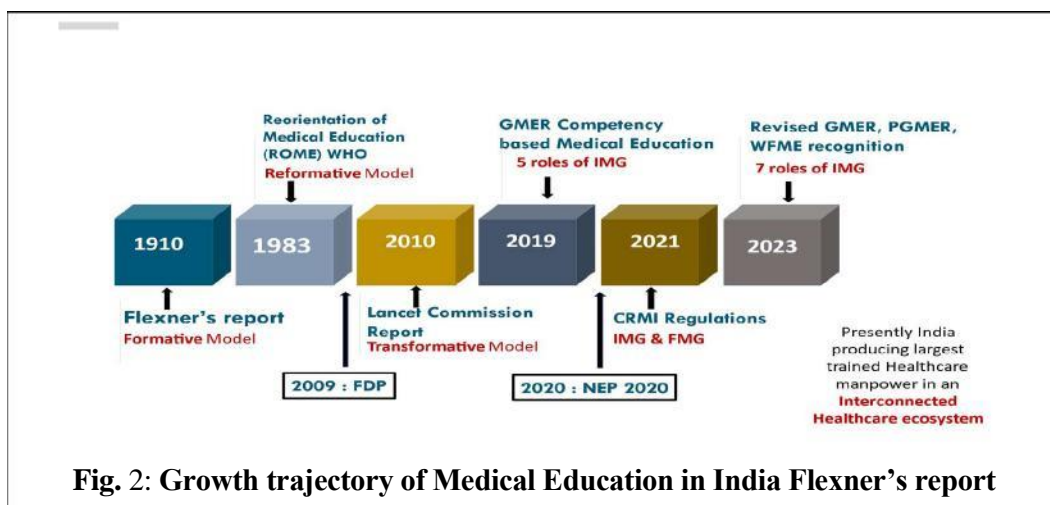 Reorientation of
Medical Education
(ROME) WHO
Reformative Model
GMER Competency
based Medical Education
5 roles of IMG
Revised GMER, PGMER,
WFME recognition
7 roles of IMG
1910
1983
2010
2019
2021
2023
Flexner's report
Formative Model
Lancet Commission
Report
Transformative Model
CRMI Regulations
IMG & FMG
2009 : FDP
2020 : NEP 2020
Presently India
producing largest
trained Healthcare
manpower in an
Interconnected
Healthcare ecosystem
Fig. 2: Growth trajectory of Medical Education in India Flexner's report